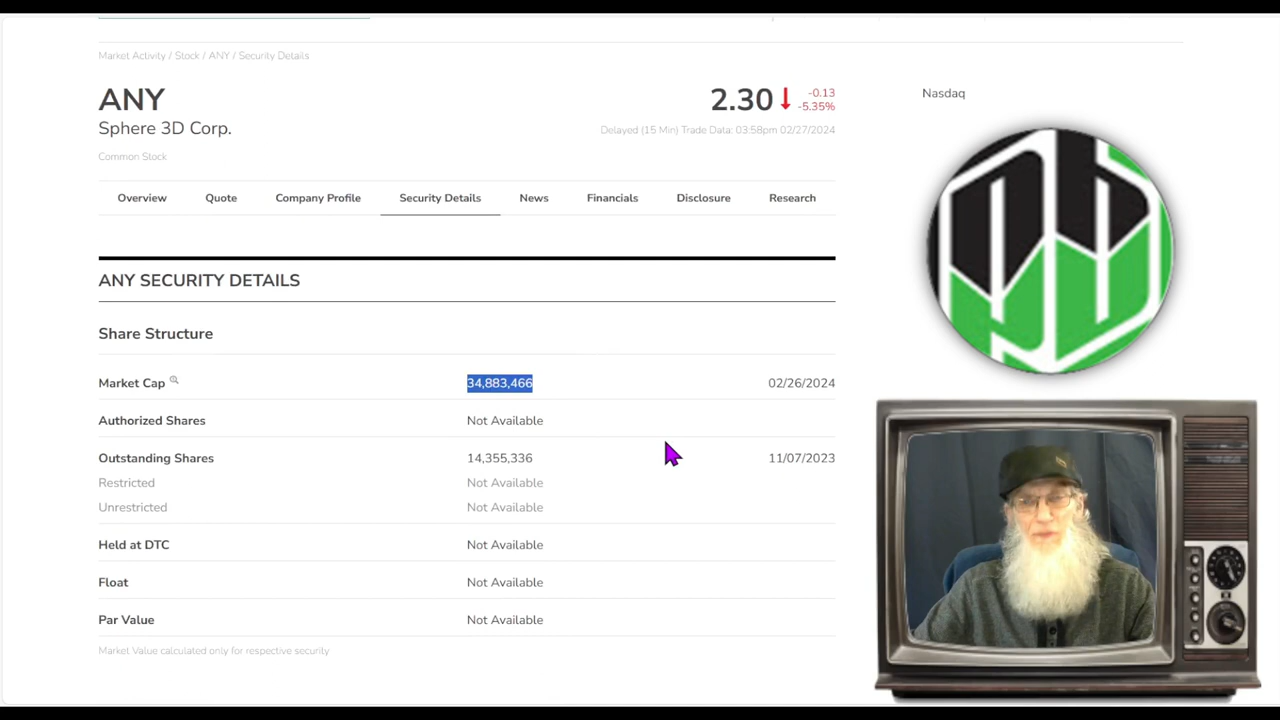 Market Activity / Stock / ANY / Security Details
ANY
2.30
-0.13
-5.35%
Nasdaq
Sphere 3D Corp.
Delayed (15 Min) Trade Data: 03:58pm 02/27/2024
Common Stock
Overview Quote Company Profile Security Details News Financials Disclosure Research
ANY SECURITY DETAILS
Share Structure
Market Cap 34,883,466 02/26/2024
Authorized Shares Not Available
Outstanding Shares 14,355,336 11/07/2023
Restricted Not Available
Unrestricted Not Available
Held at DTC Not Available
Float Not Available
Par Value Not Available
Market Value calculated only for respective security